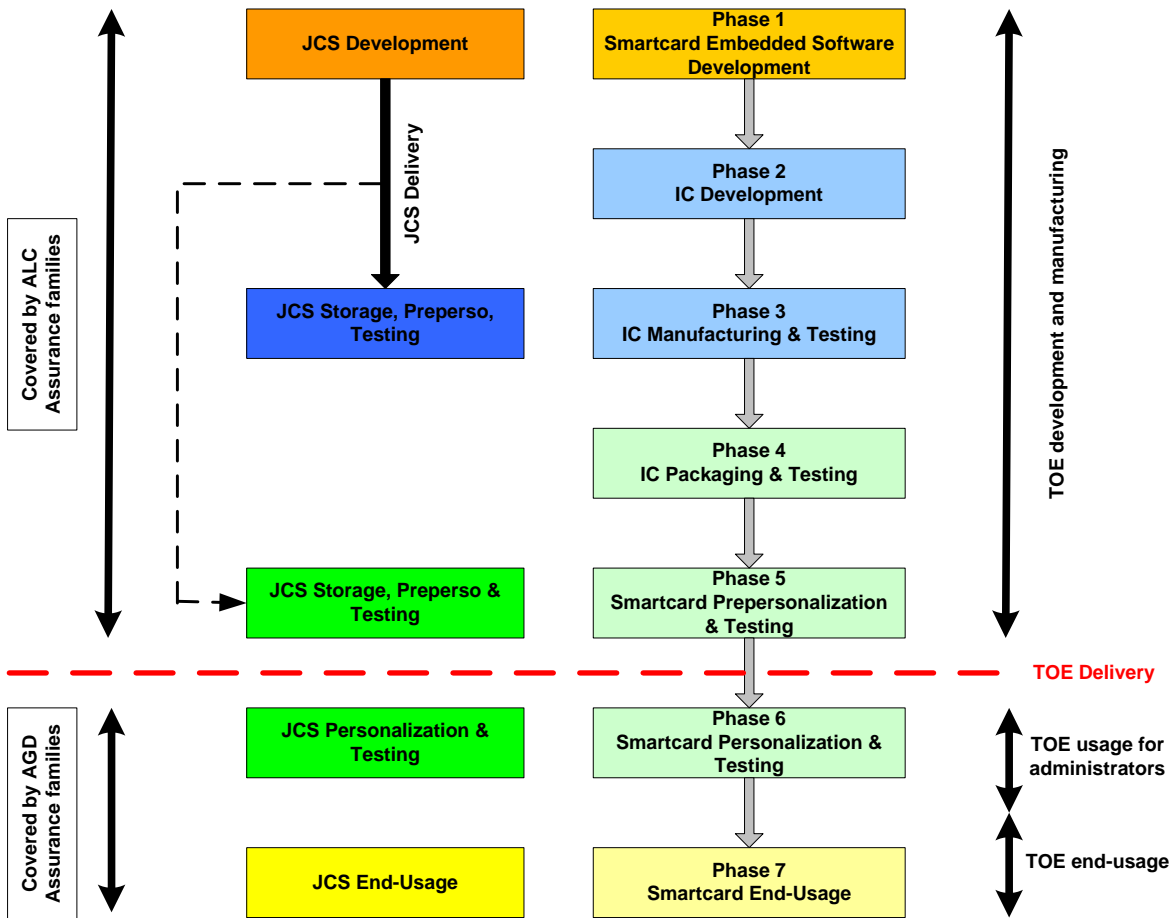 JCS Development
Phase 1
Smartcard Embedded Software
Development
JCS Delivery
Phase 2
IC Development
Covered by ALC
Assurance families
TOE development and manufacturing
JCS Storage, Preperso,
Testing
Phase 3
IC Manufacturing & Testing
Phase 4
IC Packaging & Testing
JCS Storage, Preperso &
Testing
Phase 5
Smartcard Prepersonalization
& Testing
TOE Delivery
Covered by AGD
Assurance families
JCS Personalization &
Testing
Phase 6
Smartcard Personalization &
Testing
TOE usage for
administrators
JCS End-Usage
Phase 7
Smartcard End-Usage
TOE end-usage